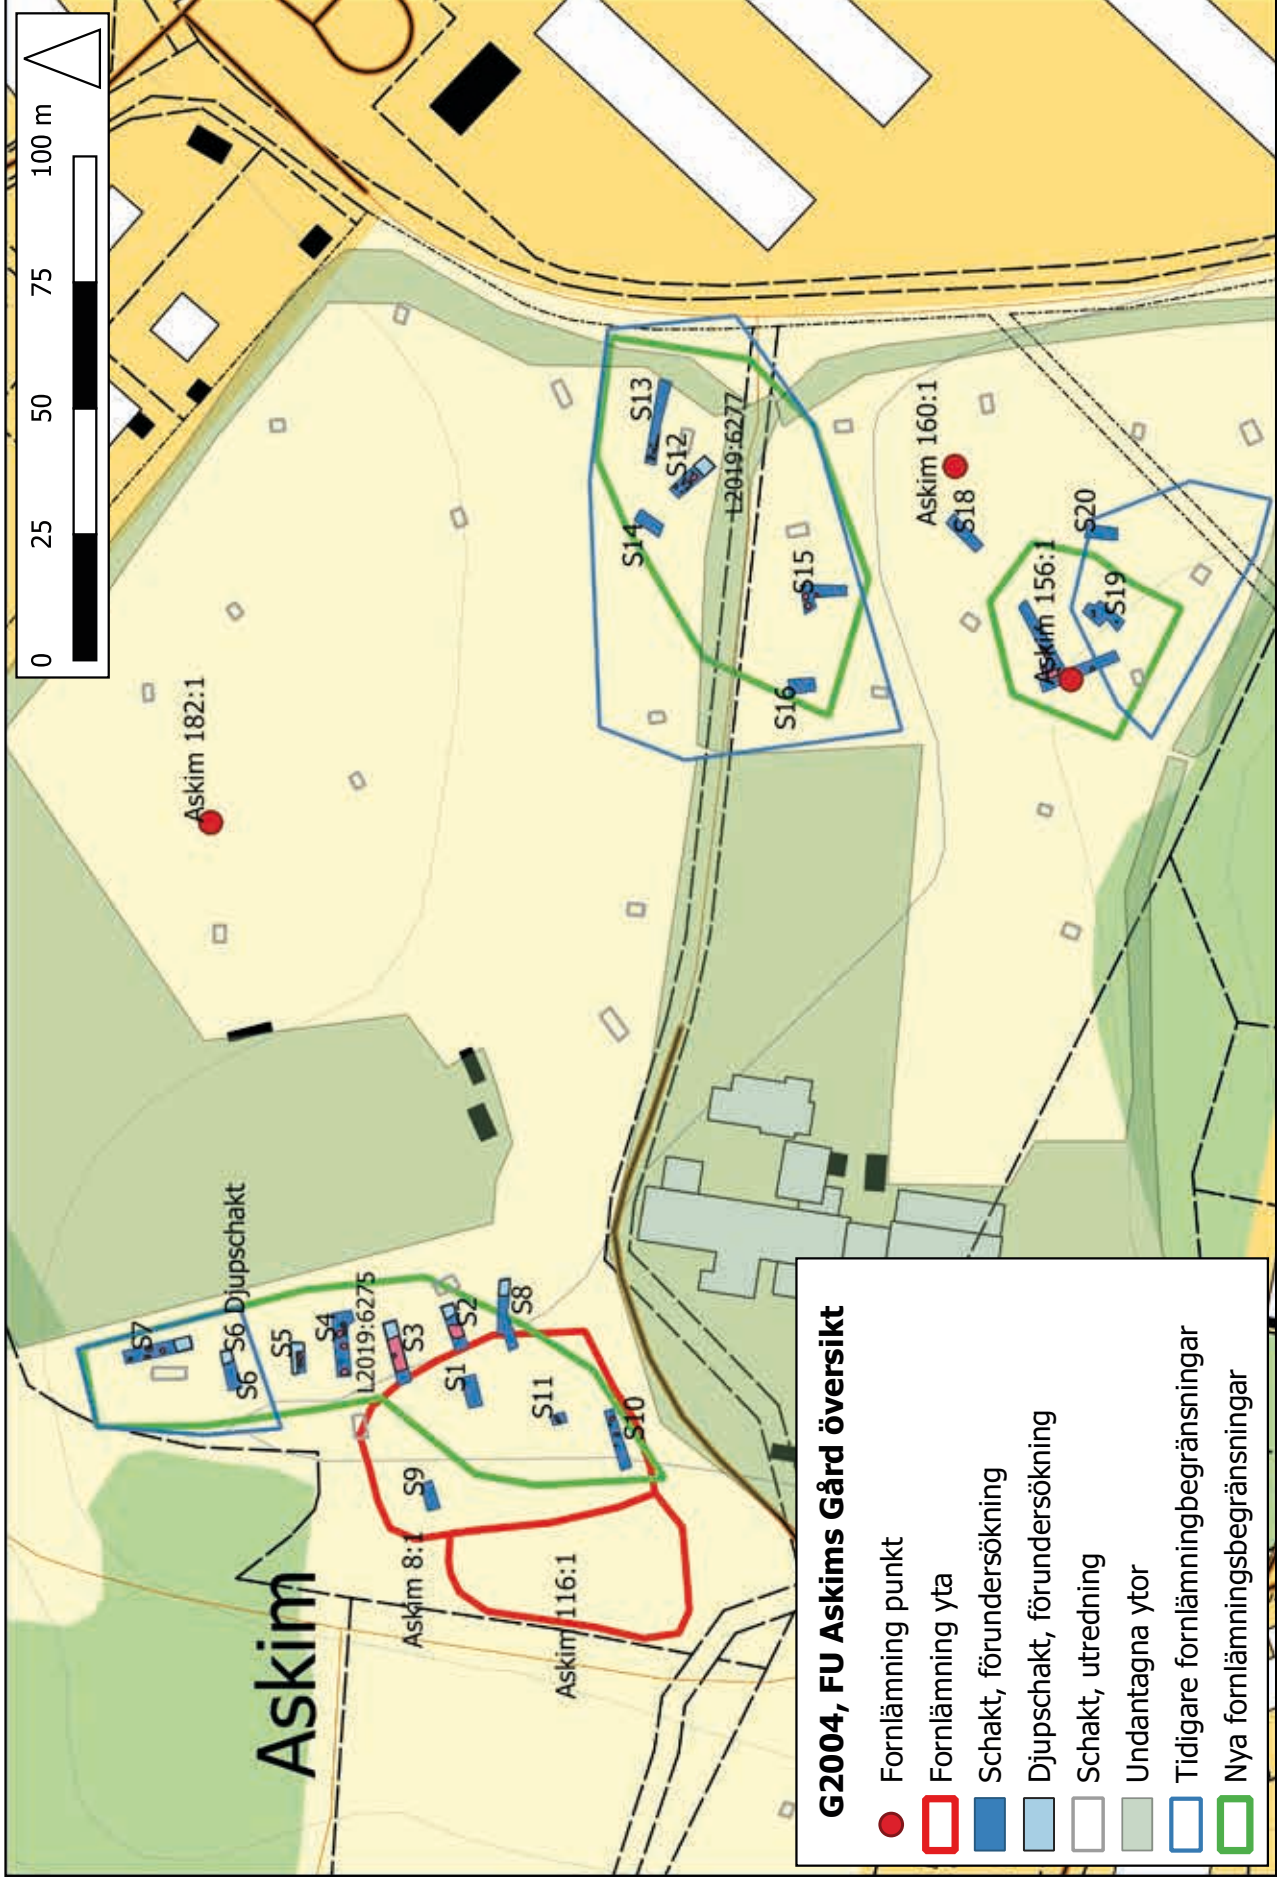 0 25 50 75 100 m
Askim
Askim 182:1
S7
S6 Djupschakt
S6
S5
S4
L2019:6275
S3
S2
S1
S8
S9
S11
S10
Askim 8:1
Askim 116:1
S13
S12
S14
L2019:6277
S15
S16
Askim 160:1
S18
Askim 156:1
S20
S19
G2004, FU Askims Gård översikt
Fornlämning punkt
Fornlämning yta
Schakt, förundersökning
Djupschakt, förundersökning
Schakt, utredning
Undantagna ytor
Tidigare fornlämningbegränsningar
Nya fornlämningsbegränsningar